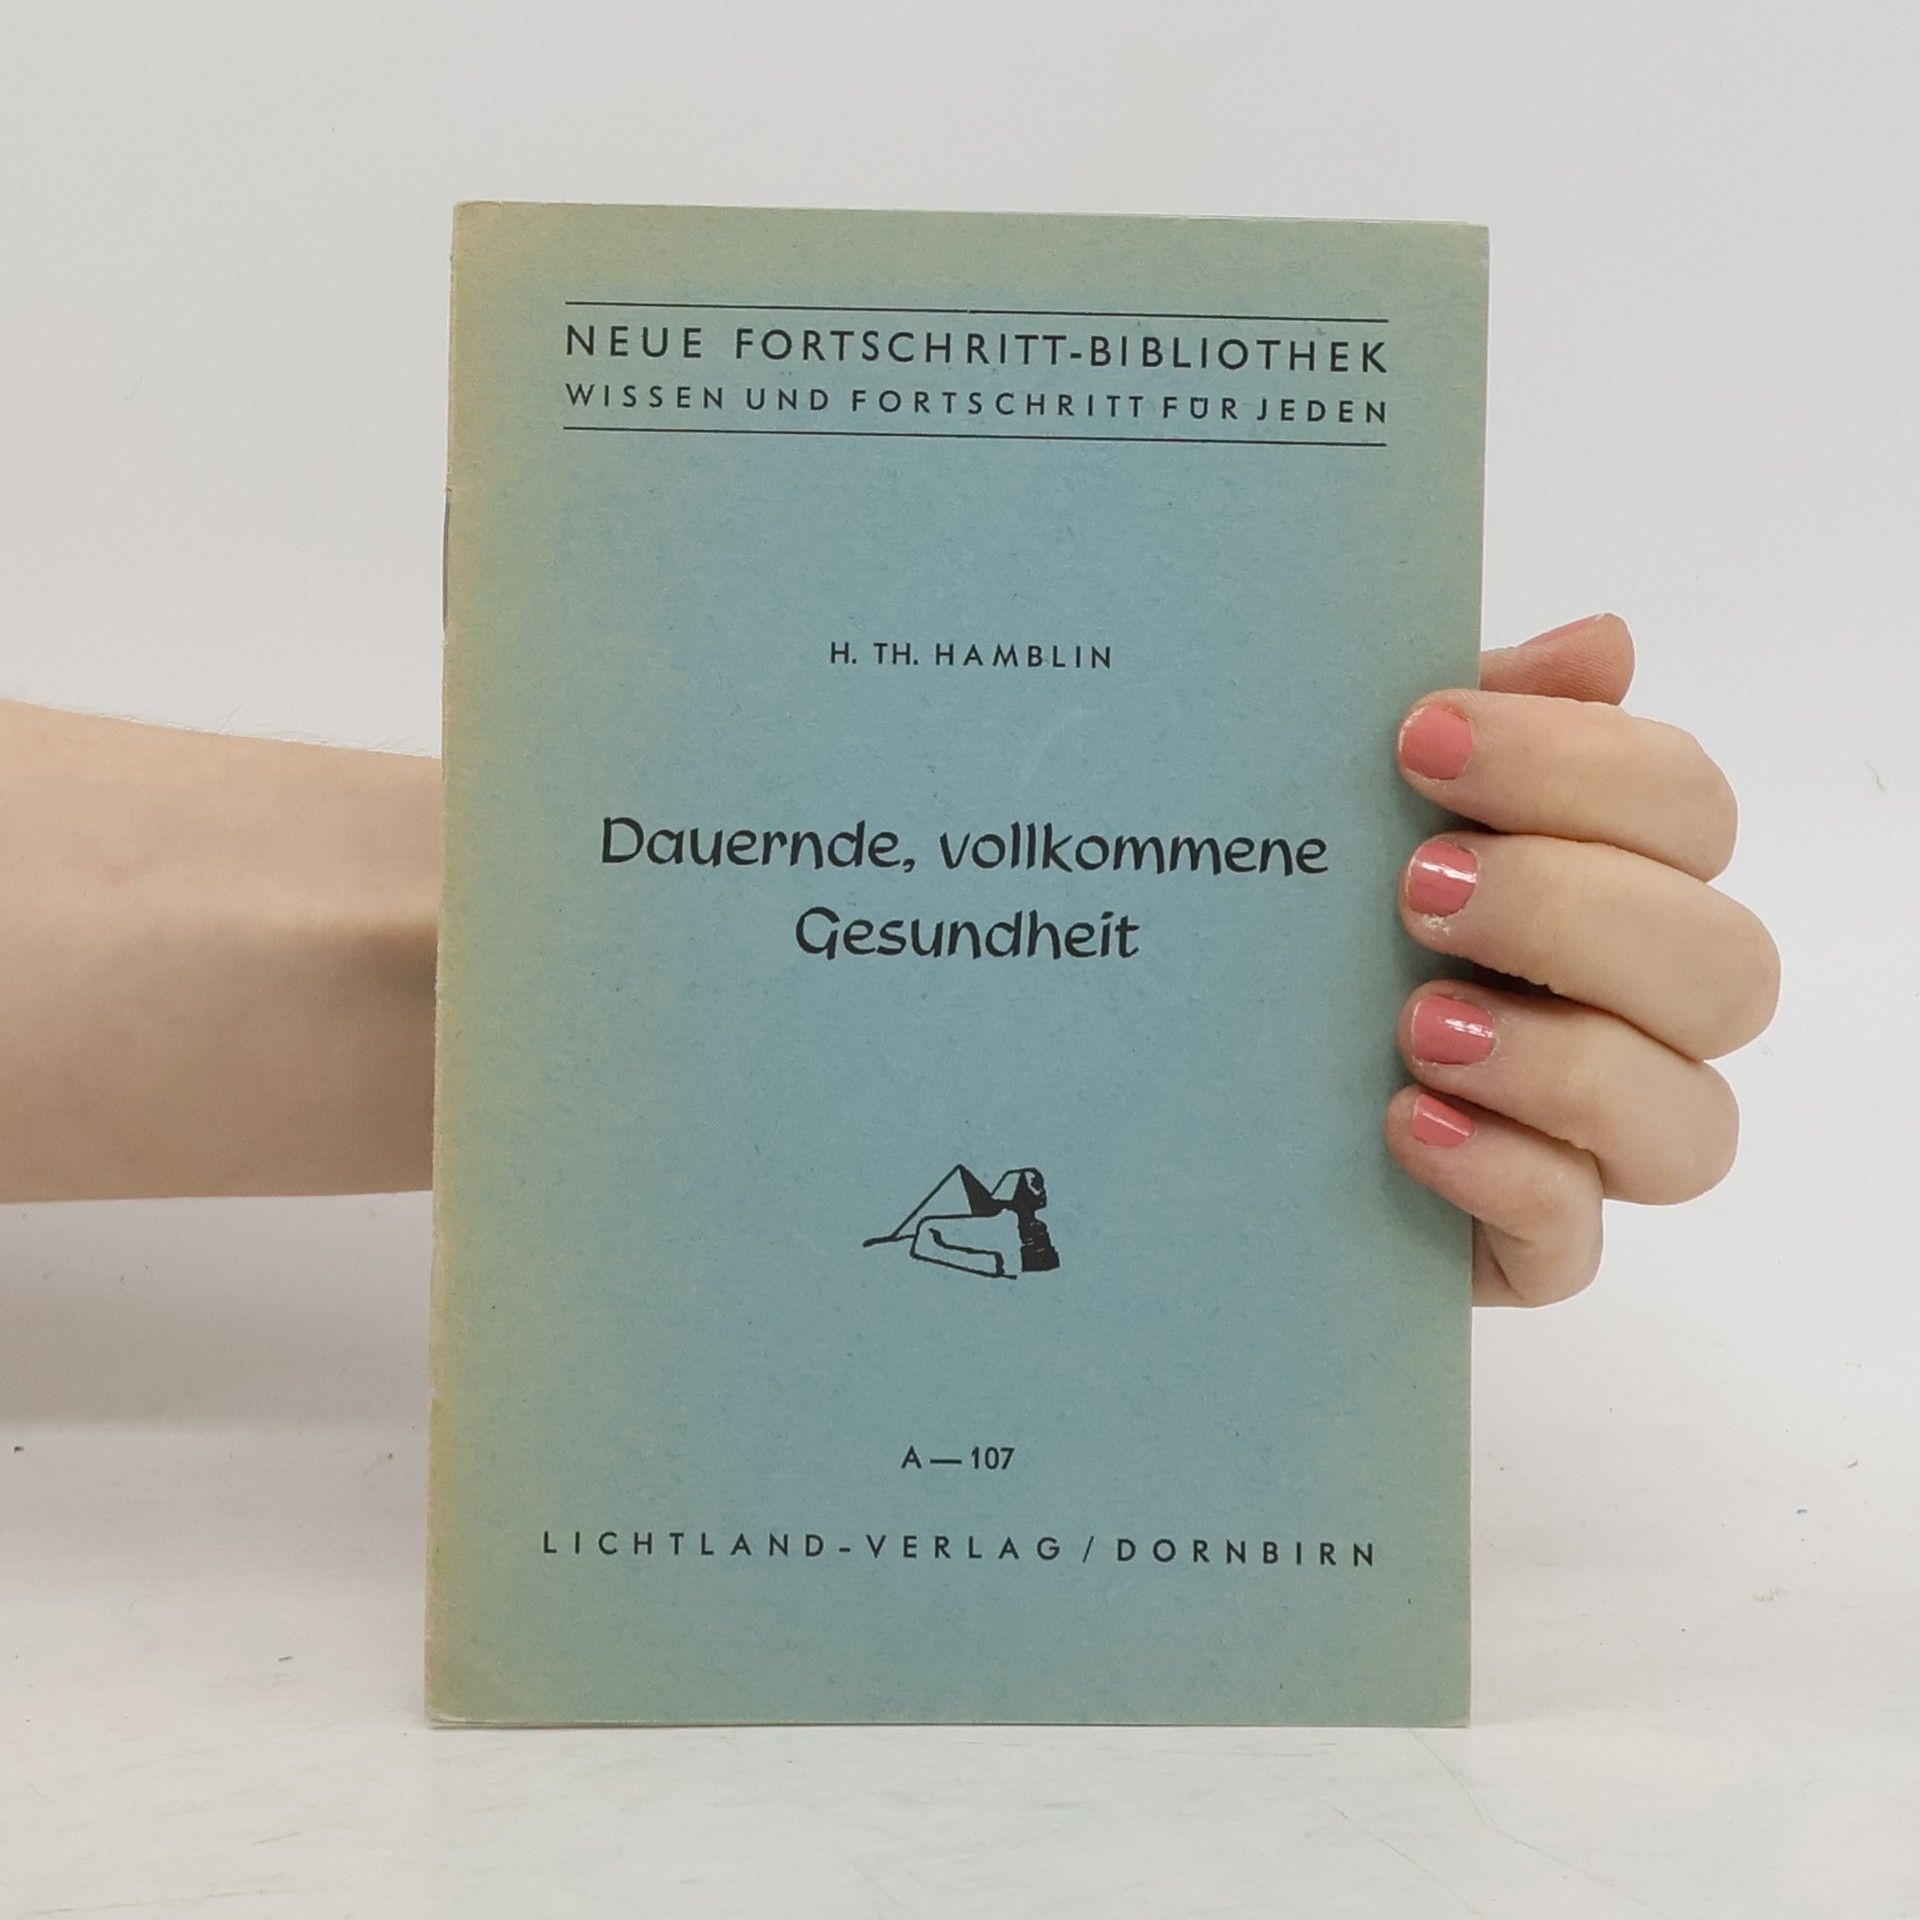 NEUE FORTSCHRITT-BIBLIOTHEK
WISSEN UND FORTSCHRITT FÜR JEDEN
H. TH. HAMBLIN
Dauernde, vollkommene
Gesundheit
A — 107
LICHTLAND-VERLAG / DORNBIRN